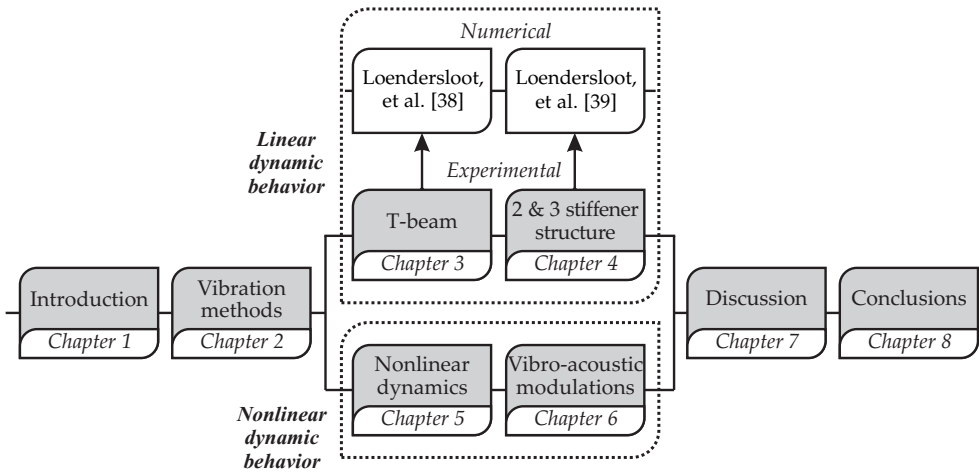 Numerical
Loendersloot,
et al. [38]
Loendersloot,
et al. [39]
Linear
dynamic
behavior
Experimental
T-beam
Chapter 3
2 & 3 stiffener
structure
Chapter 4
Introduction
Chapter 1
Vibration
methods
Chapter 2
Discussion
Chapter 7
Conclusions
Chapter 8
Nonlinear
dynamics
Chapter 5
Vibro-acoustic
modulations
Chapter 6
Nonlinear
dynamic
behavior